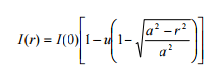 I(r) = I(0)[1 − u(1 − √((a² − r²)/a²))]